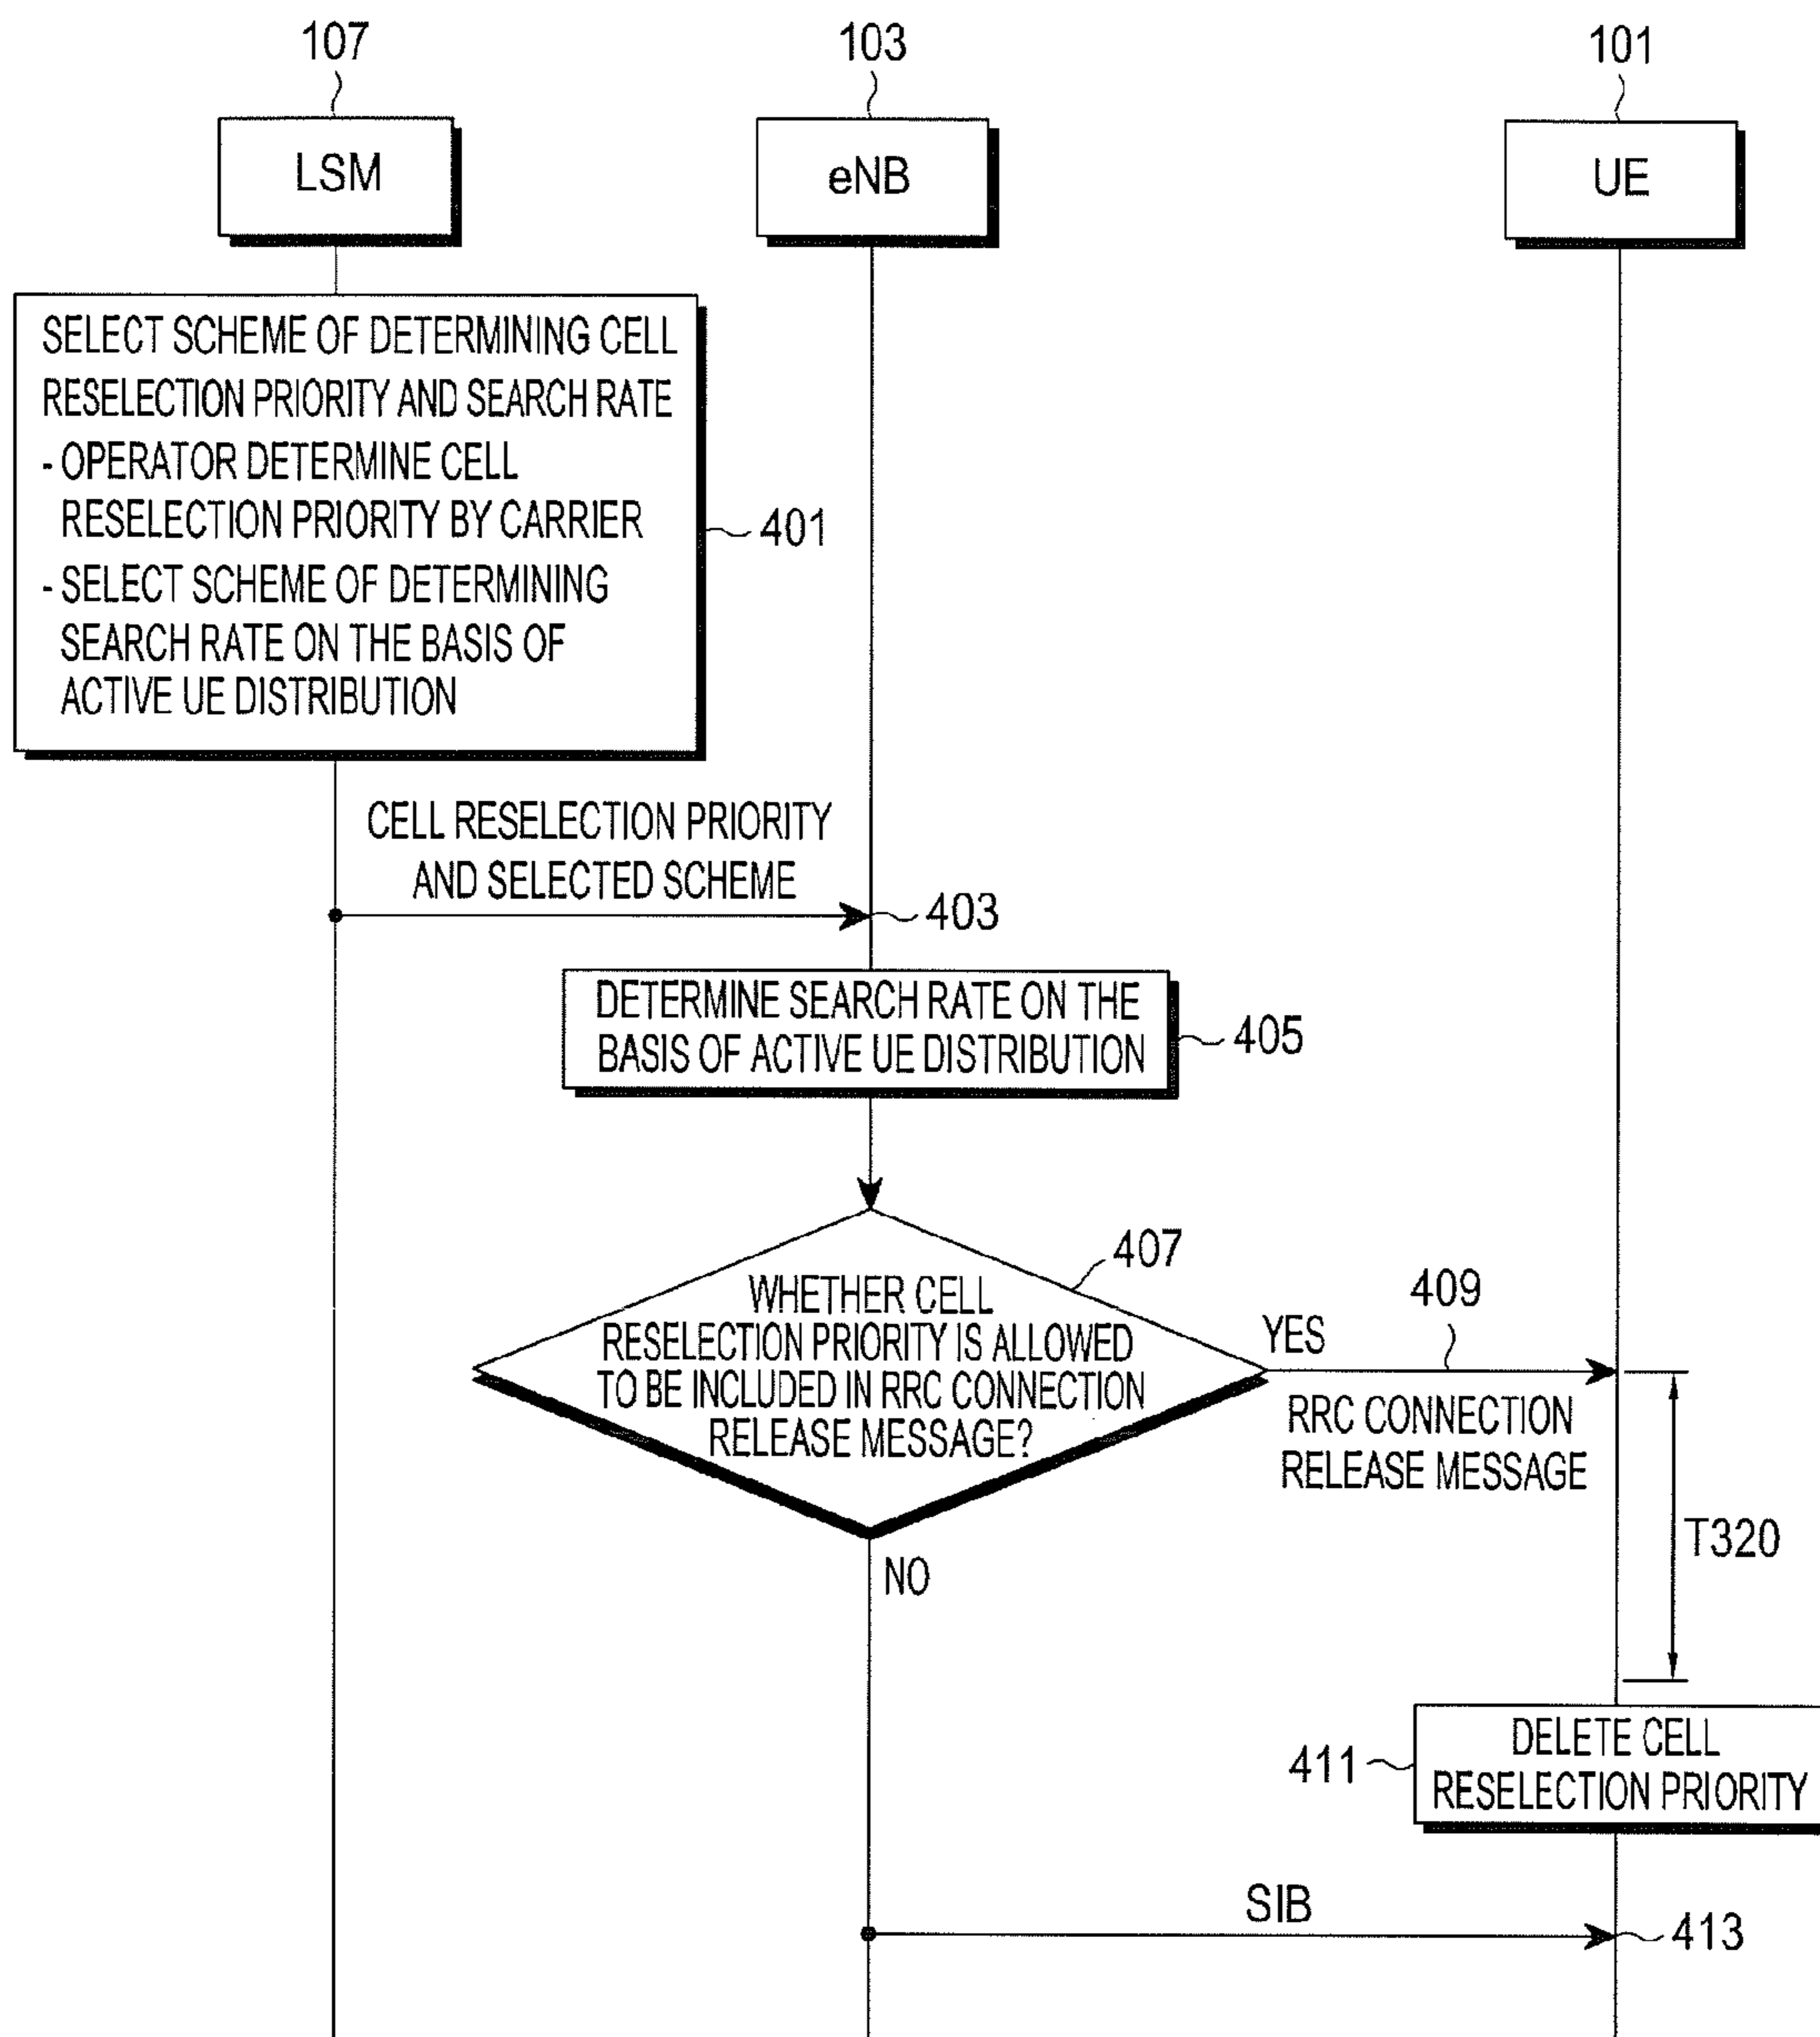 107
103
101
LSM
eNB
UE
SELECT SCHEME OF DETERMINING CELL
RESELECTION PRIORITY AND SEARCH RATE
- OPERATOR DETERMINE CELL
RESELECTION PRIORITY BY CARRIER
- SELECT SCHEME OF DETERMINING
SEARCH RATE ON THE BASIS OF
ACTIVE UE DISTRIBUTION
401
CELL RESELECTION PRIORITY
AND SELECTED SCHEME
403
DETERMINE SEARCH RATE ON THE
BASIS OF ACTIVE UE DISTRIBUTION
405
407
WHETHER CELL
RESELECTION PRIORITY IS ALLOWED
TO BE INCLUDED IN RRC CONNECTION
RELEASE MESSAGE?
YES
409
RRC CONNECTION
RELEASE MESSAGE
NO
T320
411
DELETE CELL
RESELECTION PRIORITY
SIB
413